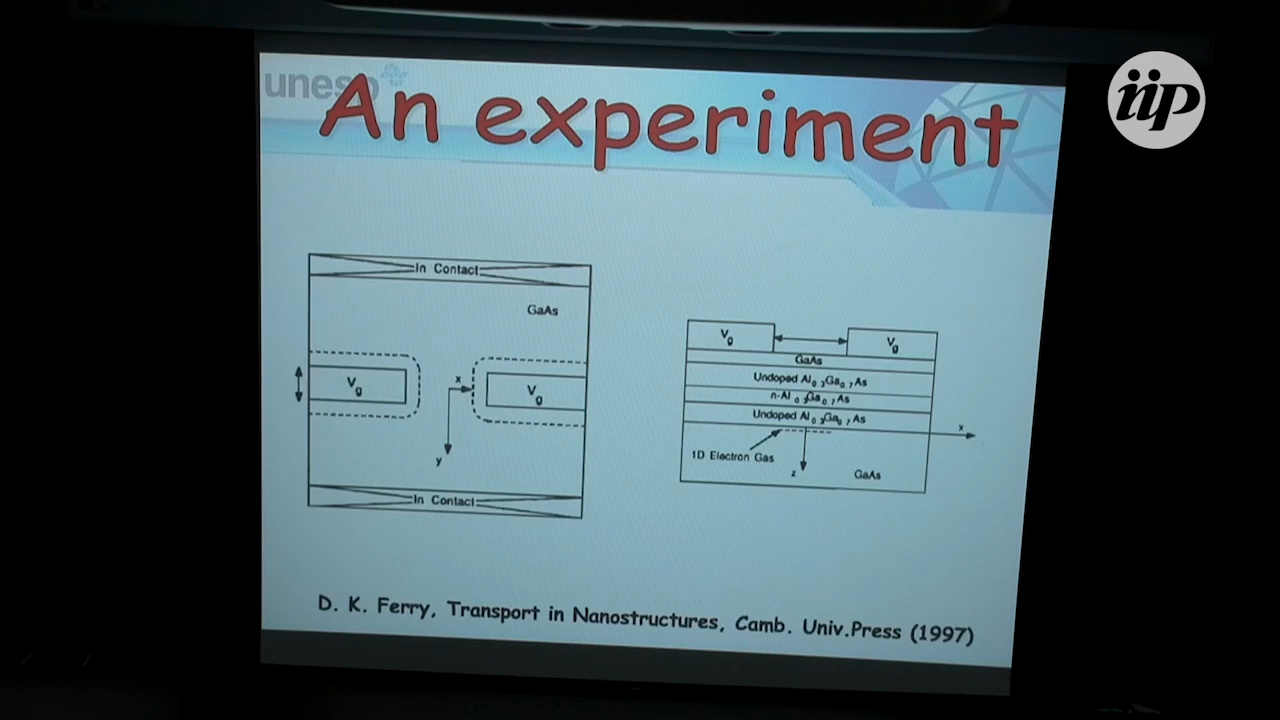 iip
unesp
An experiment
In Contact
GaAs
Vg
Vg
x
y
In Contact
Vg
Vg
GaAs
Undoped Al0.3Ga0.7As
n-Al0.3Ga0.7As
Undoped Al0.3Ga0.7As
x
1D Electron Gas
z
GaAs
D. K. Ferry, Transport in Nanostructures, Camb. Univ.Press (1997)